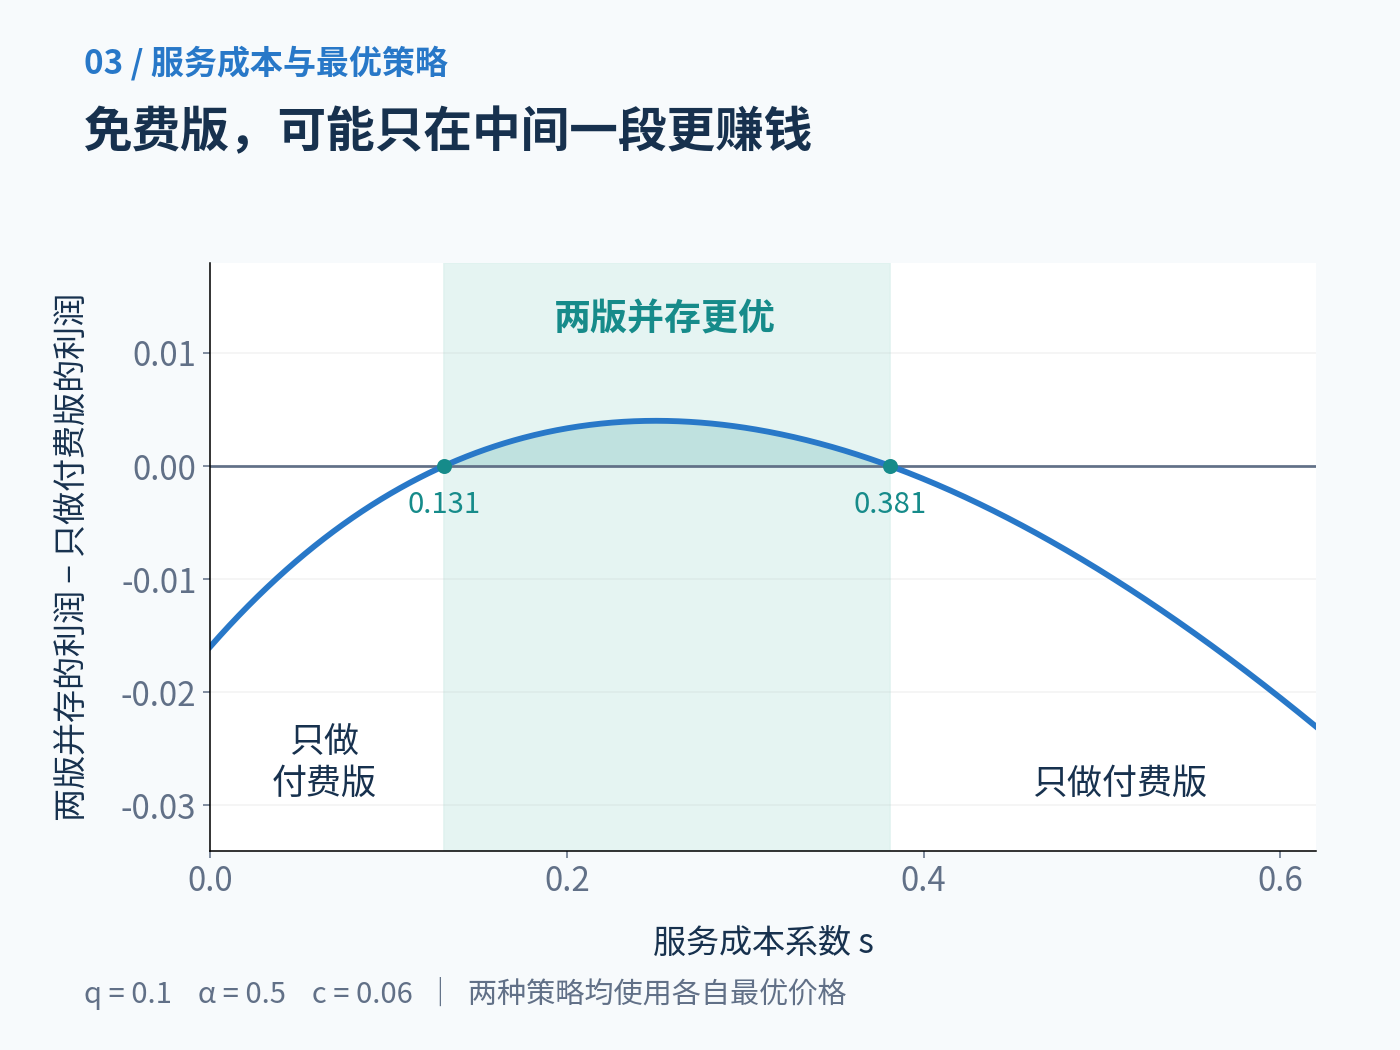 03 / 服务成本与最优策略
免费版，可能只在中间一段更赚钱
两版并存的利润 − 只做付费版的利润
两版并存更优
0.01
0.00
-0.01
-0.02
-0.03
0.131
0.381
只做
付费版
只做付费版
0.0
0.2
0.4
0.6
服务成本系数 s
q = 0.1 α = 0.5 c = 0.06 │ 两种策略均使用各自最优价格